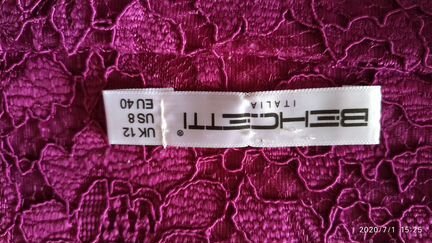 BEHCETTI
®
ITALIA
UK 12
US 8
EU 40
2020/7/1 15:25